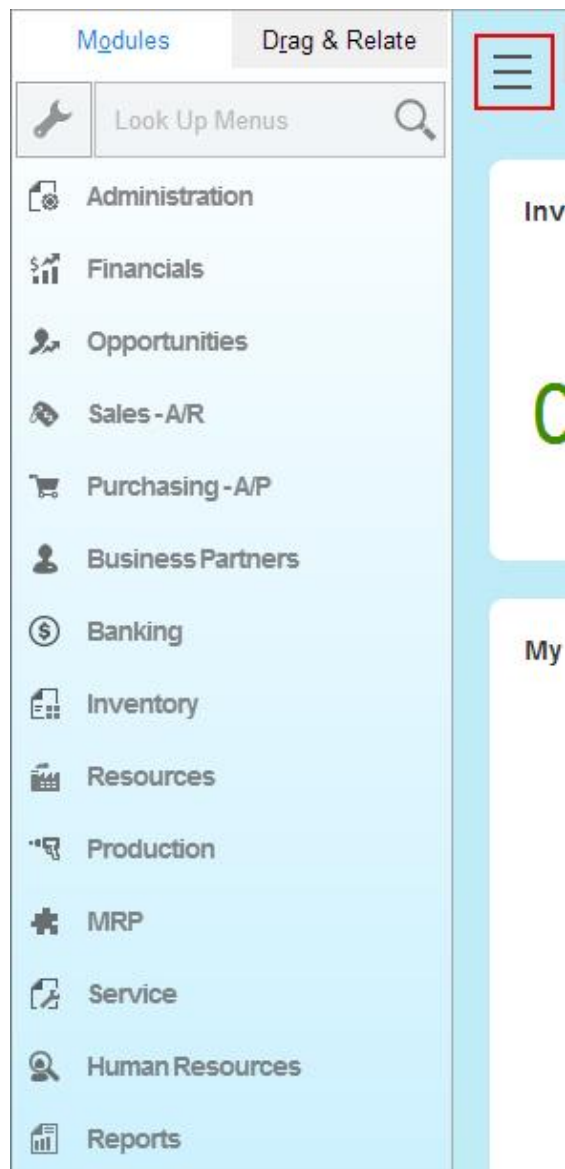 Modules
Drag & Relate
Look Up Menus
Administration
Inv
Financials
Opportunities
Sales - A/R
Purchasing - A/P
Business Partners
Banking
My
Inventory
Resources
Production
MRP
Service
Human Resources
Reports